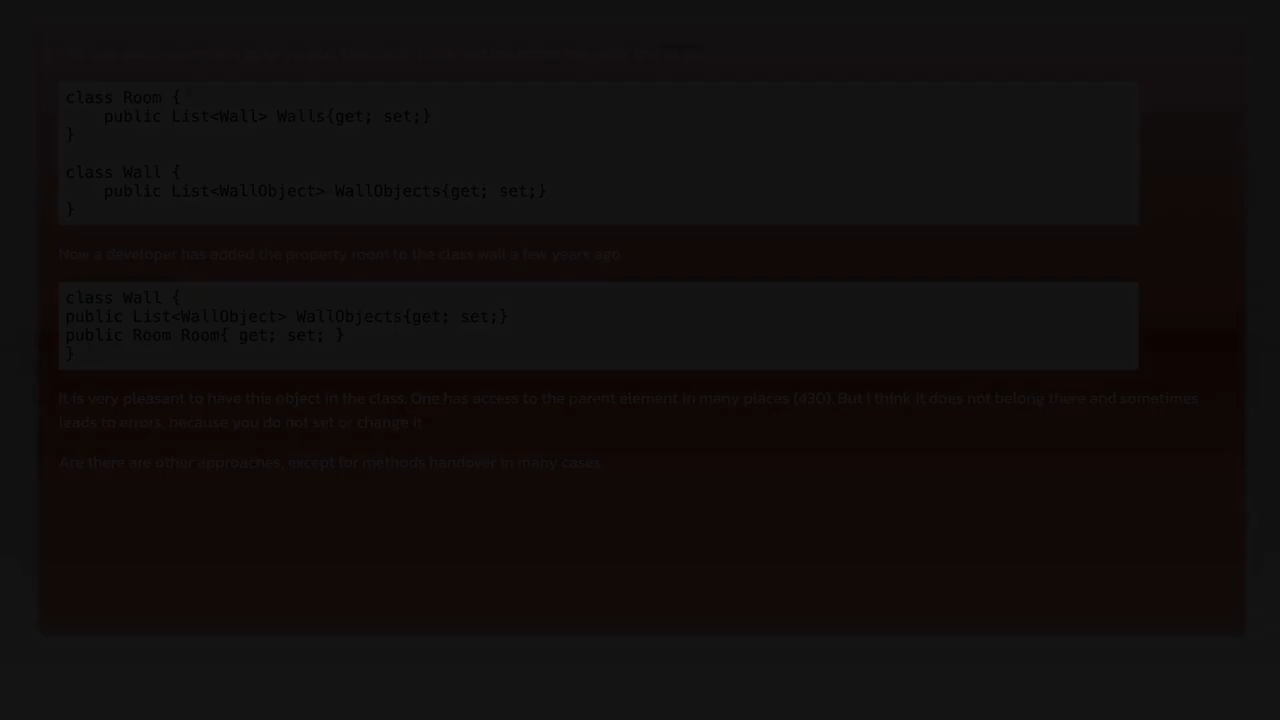 class Room {
    public List<Wall> Walls{get; set;}
}
class Wall {
    public List<WallObject> WallObjects{get; set;}
}
Now a developer has added the property room to the class wall a few years ago.
class Wall {
public List<WallObject> WallObjects{get; set;}
public Room Room{ get; set; }
}
It is very pleasant to have this object in the class. One has access to the parent element in many places (430). But I think it does not belong there and sometimes
leads to errors, because you do not set or change it.
Are there are other approaches, except for methods handover in many cases